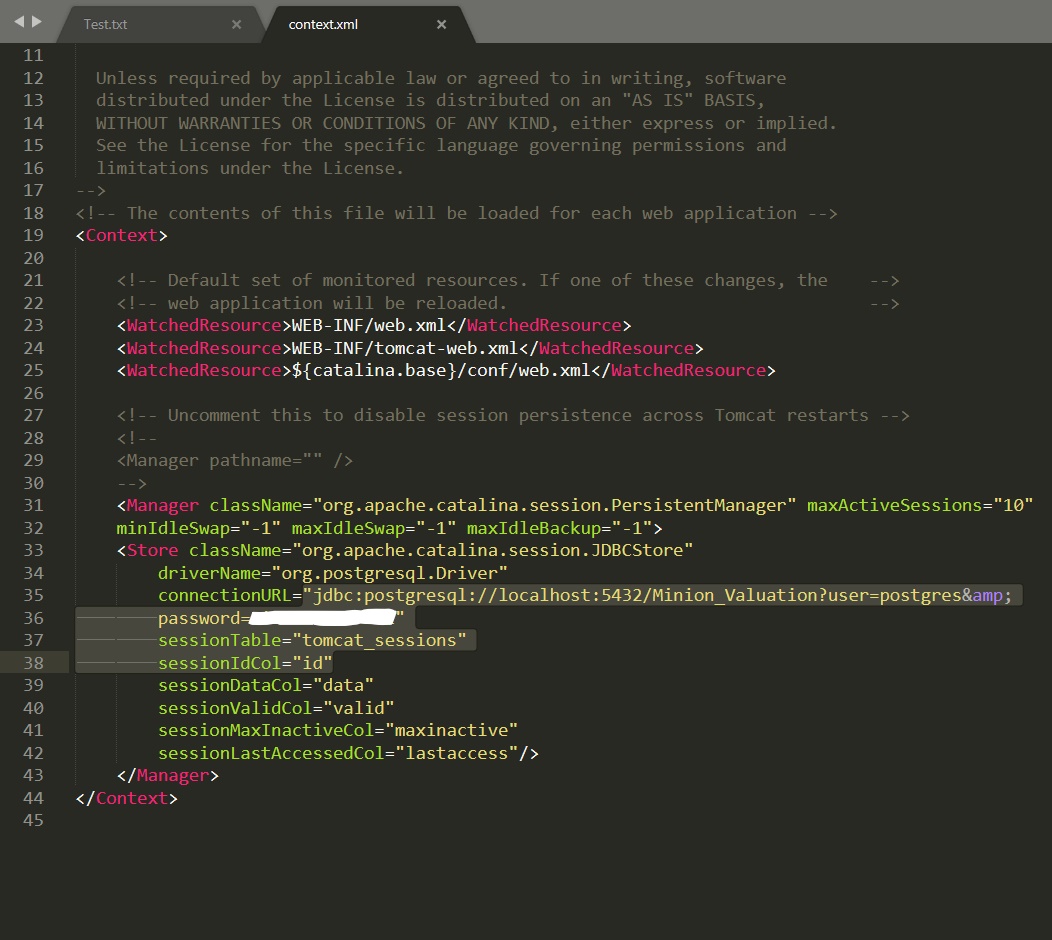 Test.txt × context.xml ×
11
12 Unless required by applicable law or agreed to in writing, software
13 distributed under the License is distributed on an "AS IS" BASIS,
14 WITHOUT WARRANTIES OR CONDITIONS OF ANY KIND, either express or implied.
15 See the License for the specific language governing permissions and
16 limitations under the License.
17 -->
18 <!-- The contents of this file will be loaded for each web application -->
19 <Context>
20
21 <!-- Default set of monitored resources. If one of these changes, the -->
22 <!-- web application will be reloaded. -->
23 <WatchedResource>WEB-INF/web.xml</WatchedResource>
24 <WatchedResource>WEB-INF/tomcat-web.xml</WatchedResource>
25 <WatchedResource>${catalina.base}/conf/web.xml</WatchedResource>
26
27 <!-- Uncomment this to disable session persistence across Tomcat restarts -->
28 <!--
29 <Manager pathname="" />
30 -->
31 <Manager className="org.apache.catalina.session.PersistentManager" maxActiveSessions="10"
32 minIdleSwap="-1" maxIdleSwap="-1" maxIdleBackup="-1">
33 <Store className="org.apache.catalina.session.JDBCStore"
34 driverName="org.postgresql.Driver"
35 connectionURL="jdbc:postgresql://localhost:5432/Minion_Valuation?user=postgres&amp;
36 password="
37 sessionTable="tomcat_sessions"
38 sessionIdCol="id"
39 sessionDataCol="data"
40 sessionValidCol="valid"
41 sessionMaxInactiveCol="maxinactive"
42 sessionLastAccessedCol="lastaccess"/>
43 </Manager>
44 </Context>
45